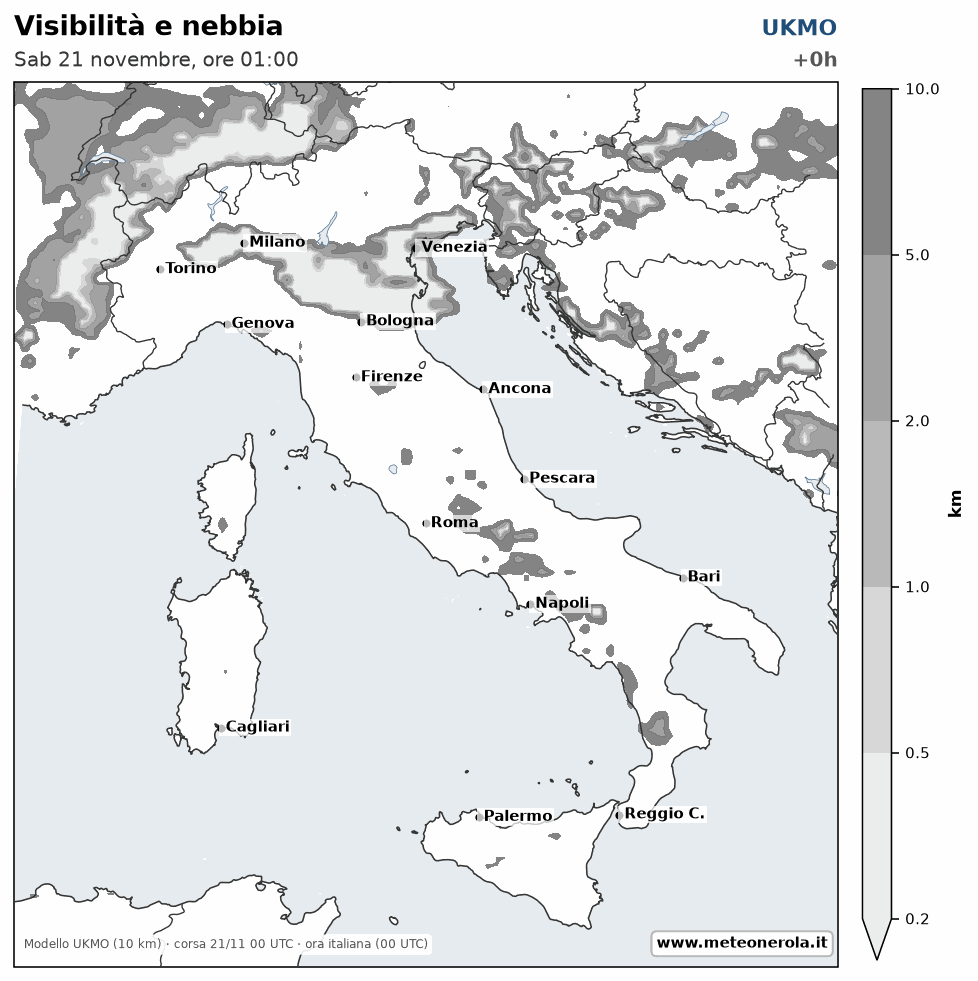 Visibilità e nebbia
UKMO
Sab 21 novembre, ore 01:00
+0h
10.0
5.0
2.0
1.0
0.5
0.2
km
Milano
Venezia
Torino
Genova
Bologna
Firenze
Ancona
Pescara
Roma
Bari
Napoli
Cagliari
Palermo
Reggio C.
Modello UKMO (10 km) · corsa 21/11 00 UTC · ora italiana (00 UTC)
www.meteonerola.it